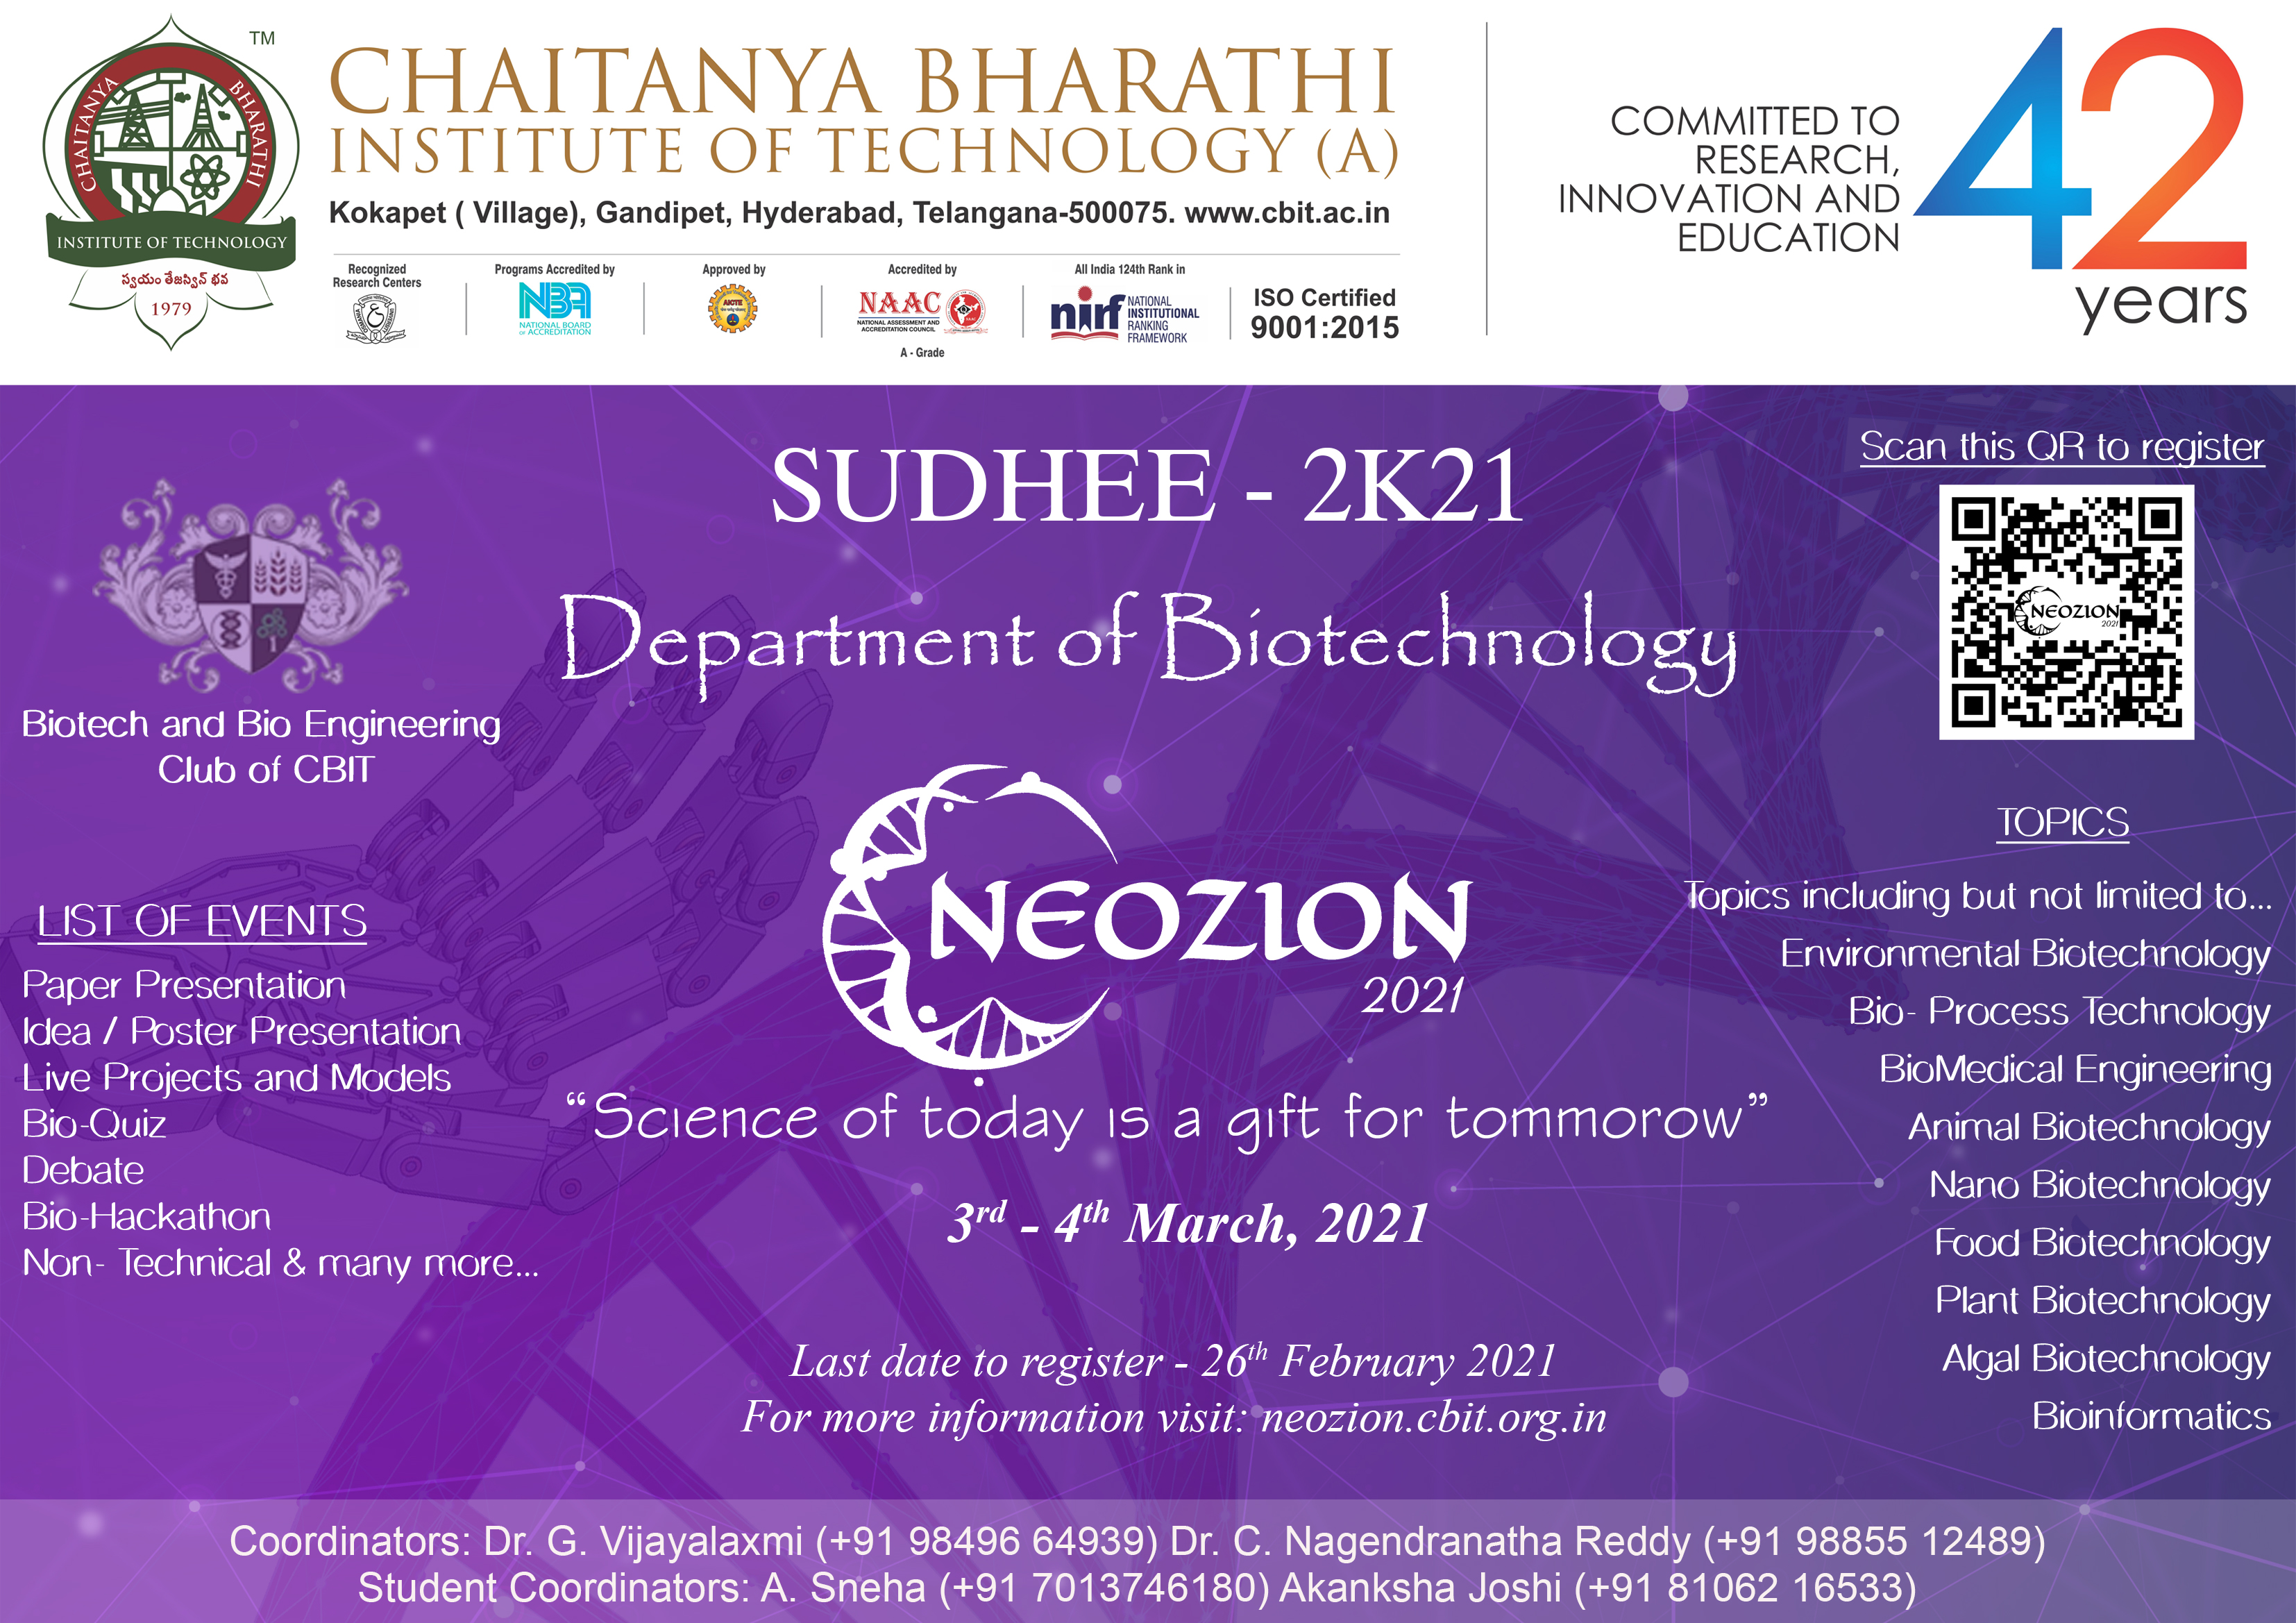 TM
CHAITANYA BHARATHI
INSTITUTE OF TECHNOLOGY
స్వయం తేజస్విన్ భవ
1979
CHAITANYA BHARATHI
INSTITUTE OF TECHNOLOGY (A)
Kokapet ( Village), Gandipet, Hyderabad, Telangana-500075. www.cbit.ac.in
Recognized
Research Centers
Programs Accredited by
NBA
NATIONAL BOARD
OF ACCREDITATION
Approved by
AICTE
Accredited by
NAAC
NATIONAL ASSESSMENT AND
ACCREDITATION COUNCIL
A - Grade
All India 124th Rank in
nirf
NATIONAL
INSTITUTIONAL
RANKING
FRAMEWORK
ISO Certified
9001:2015
COMMITTED TO
RESEARCH,
INNOVATION AND
EDUCATION
42
years
SUDHEE - 2K21
Department of Biotechnology
Biotech and Bio Engineering
Club of CBIT
Scan this QR to register
NEOZION
2021
LIST OF EVENTS
Paper Presentation
Idea / Poster Presentation
Live Projects and Models
Bio-Quiz
Debate
Bio-Hackathon
Non- Technical & many more...
NEOZION
2021
“Science of today is a gift for tommorow”
3rd - 4th March, 2021
Last date to register - 26th February 2021
For more information visit: neozion.cbit.org.in
TOPICS
Topics including but not limited to...
Environmental Biotechnology
Bio- Process Technology
BioMedical Engineering
Animal Biotechnology
Nano Biotechnology
Food Biotechnology
Plant Biotechnology
Algal Biotechnology
Bioinformatics
Coordinators: Dr. G. Vijayalaxmi (+91 98496 64939) Dr. C. Nagendranatha Reddy (+91 98855 12489)
Student Coordinators: A. Sneha (+91 7013746180) Akanksha Joshi (+91 81062 16533)